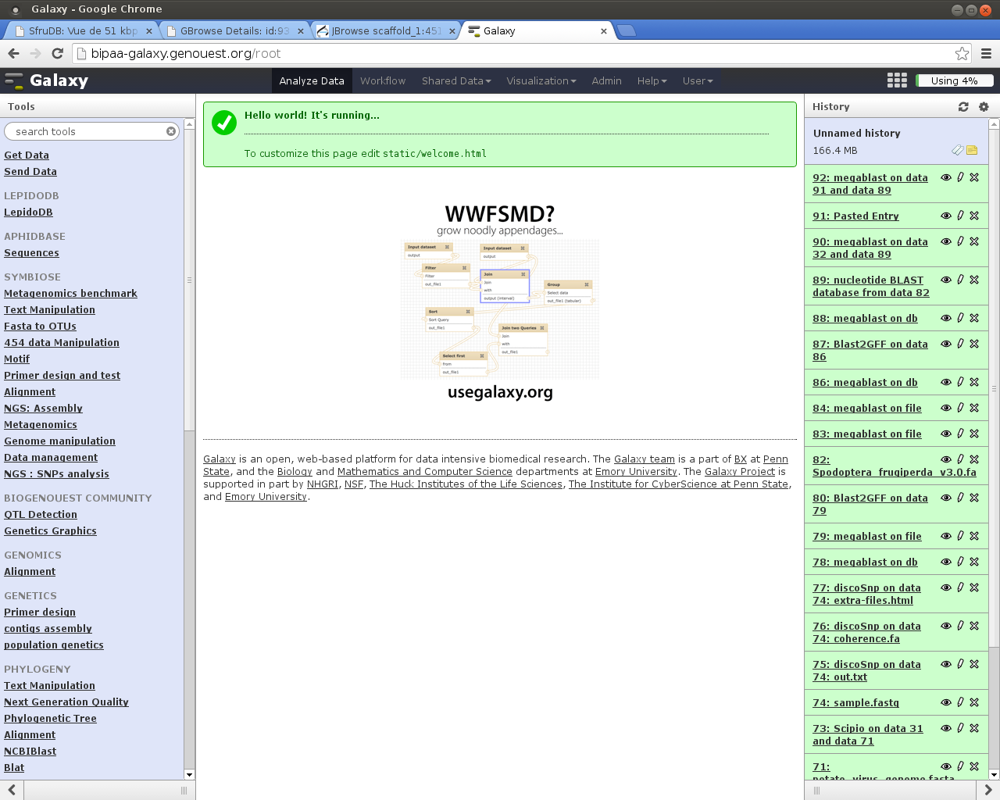 Galaxy - Google Chrome
SfruDB: Vue de 51 kbp
GBrowse Details: id:93
JBrowse scaffold_1:451
Galaxy
bipaa-galaxy.genouest.org/root
Galaxy
Analyze Data
Workflow
Shared Data
Visualization
Admin
Help
User
Using 4%
Tools
search tools
Get Data
Send Data
LEPIDODB
LepidoDB
APHIDBASE
Sequences
SYMBIOSE
Metagenomics benchmark
Text Manipulation
Fasta to OTUs
454 data Manipulation
Motif
Primer design and test
Alignment
NGS: Assembly
Metagenomics
Genome manipulation
Data management
NGS : SNPs analysis
BIOGENOUEST COMMUNITY
QTL Detection
Genetics Graphics
GENOMICS
Alignment
GENETICS
Primer design
contigs assembly
population genetics
PHYLOGENY
Text Manipulation
Next Generation Quality
Phylogenetic Tree
Alignment
NCBIBlast
Blat
Hello world! It's running...
To customize this page edit static/welcome.html
WWFSMD?
grow noodly appendages...
Input dataset
output
Input dataset
output
Filter
Filter
out_file1
Join
Join
with
output (interval)
Group
Select data
out_file1 (tabular)
Sort
Sort Query
out_file1
Join two Queries
Join
with
out_file1
Select first
from
out_file1
usegalaxy.org
Galaxy is an open, web-based platform for data intensive biomedical research. The Galaxy team is a part of BX at Penn
State, and the Biology and Mathematics and Computer Science departments at Emory University. The Galaxy Project is
supported in part by NHGRI, NSF, The Huck Institutes of the Life Sciences, The Institute for CyberScience at Penn State,
and Emory University.
History
Unnamed history
166.4 MB
92: megablast on data
91 and data 89
91: Pasted Entry
90: megablast on data
32 and data 89
89: nucleotide BLAST
database from data 82
88: megablast on db
87: Blast2GFF on data
86
86: megablast on db
84: megablast on file
83: megablast on file
82:
Spodoptera_frugiperda_v3.0.fa
80: Blast2GFF on data
79
79: megablast on file
78: megablast on db
77: discoSnp on data
74: extra-files.html
76: discoSnp on data
74: coherence.fa
75: discoSnp on data
74: out.txt
74: sample.fastq
73: Scipio on data 31
and data 71
71:
potato_virus_genome.fasta